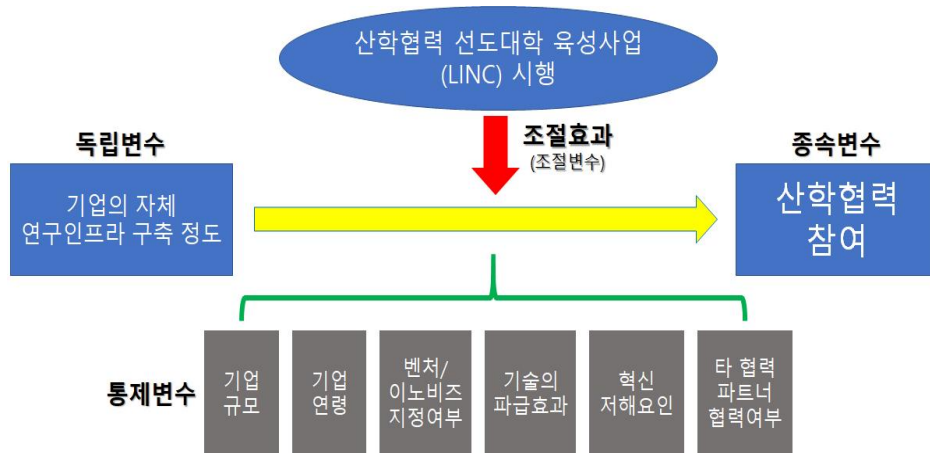 산학협력 선도대학 육성사업
(LINC) 시행
독립변수
조절효과
(조절변수)
종속변수
기업의 자체
연구인프라 구축 정도
산학협력
참여
통제변수
기업
규모
기업
연령
벤처/
이노비즈
지정여부
기술의
파급효과
혁신
저해요인
타 협력
파트너
협력여부